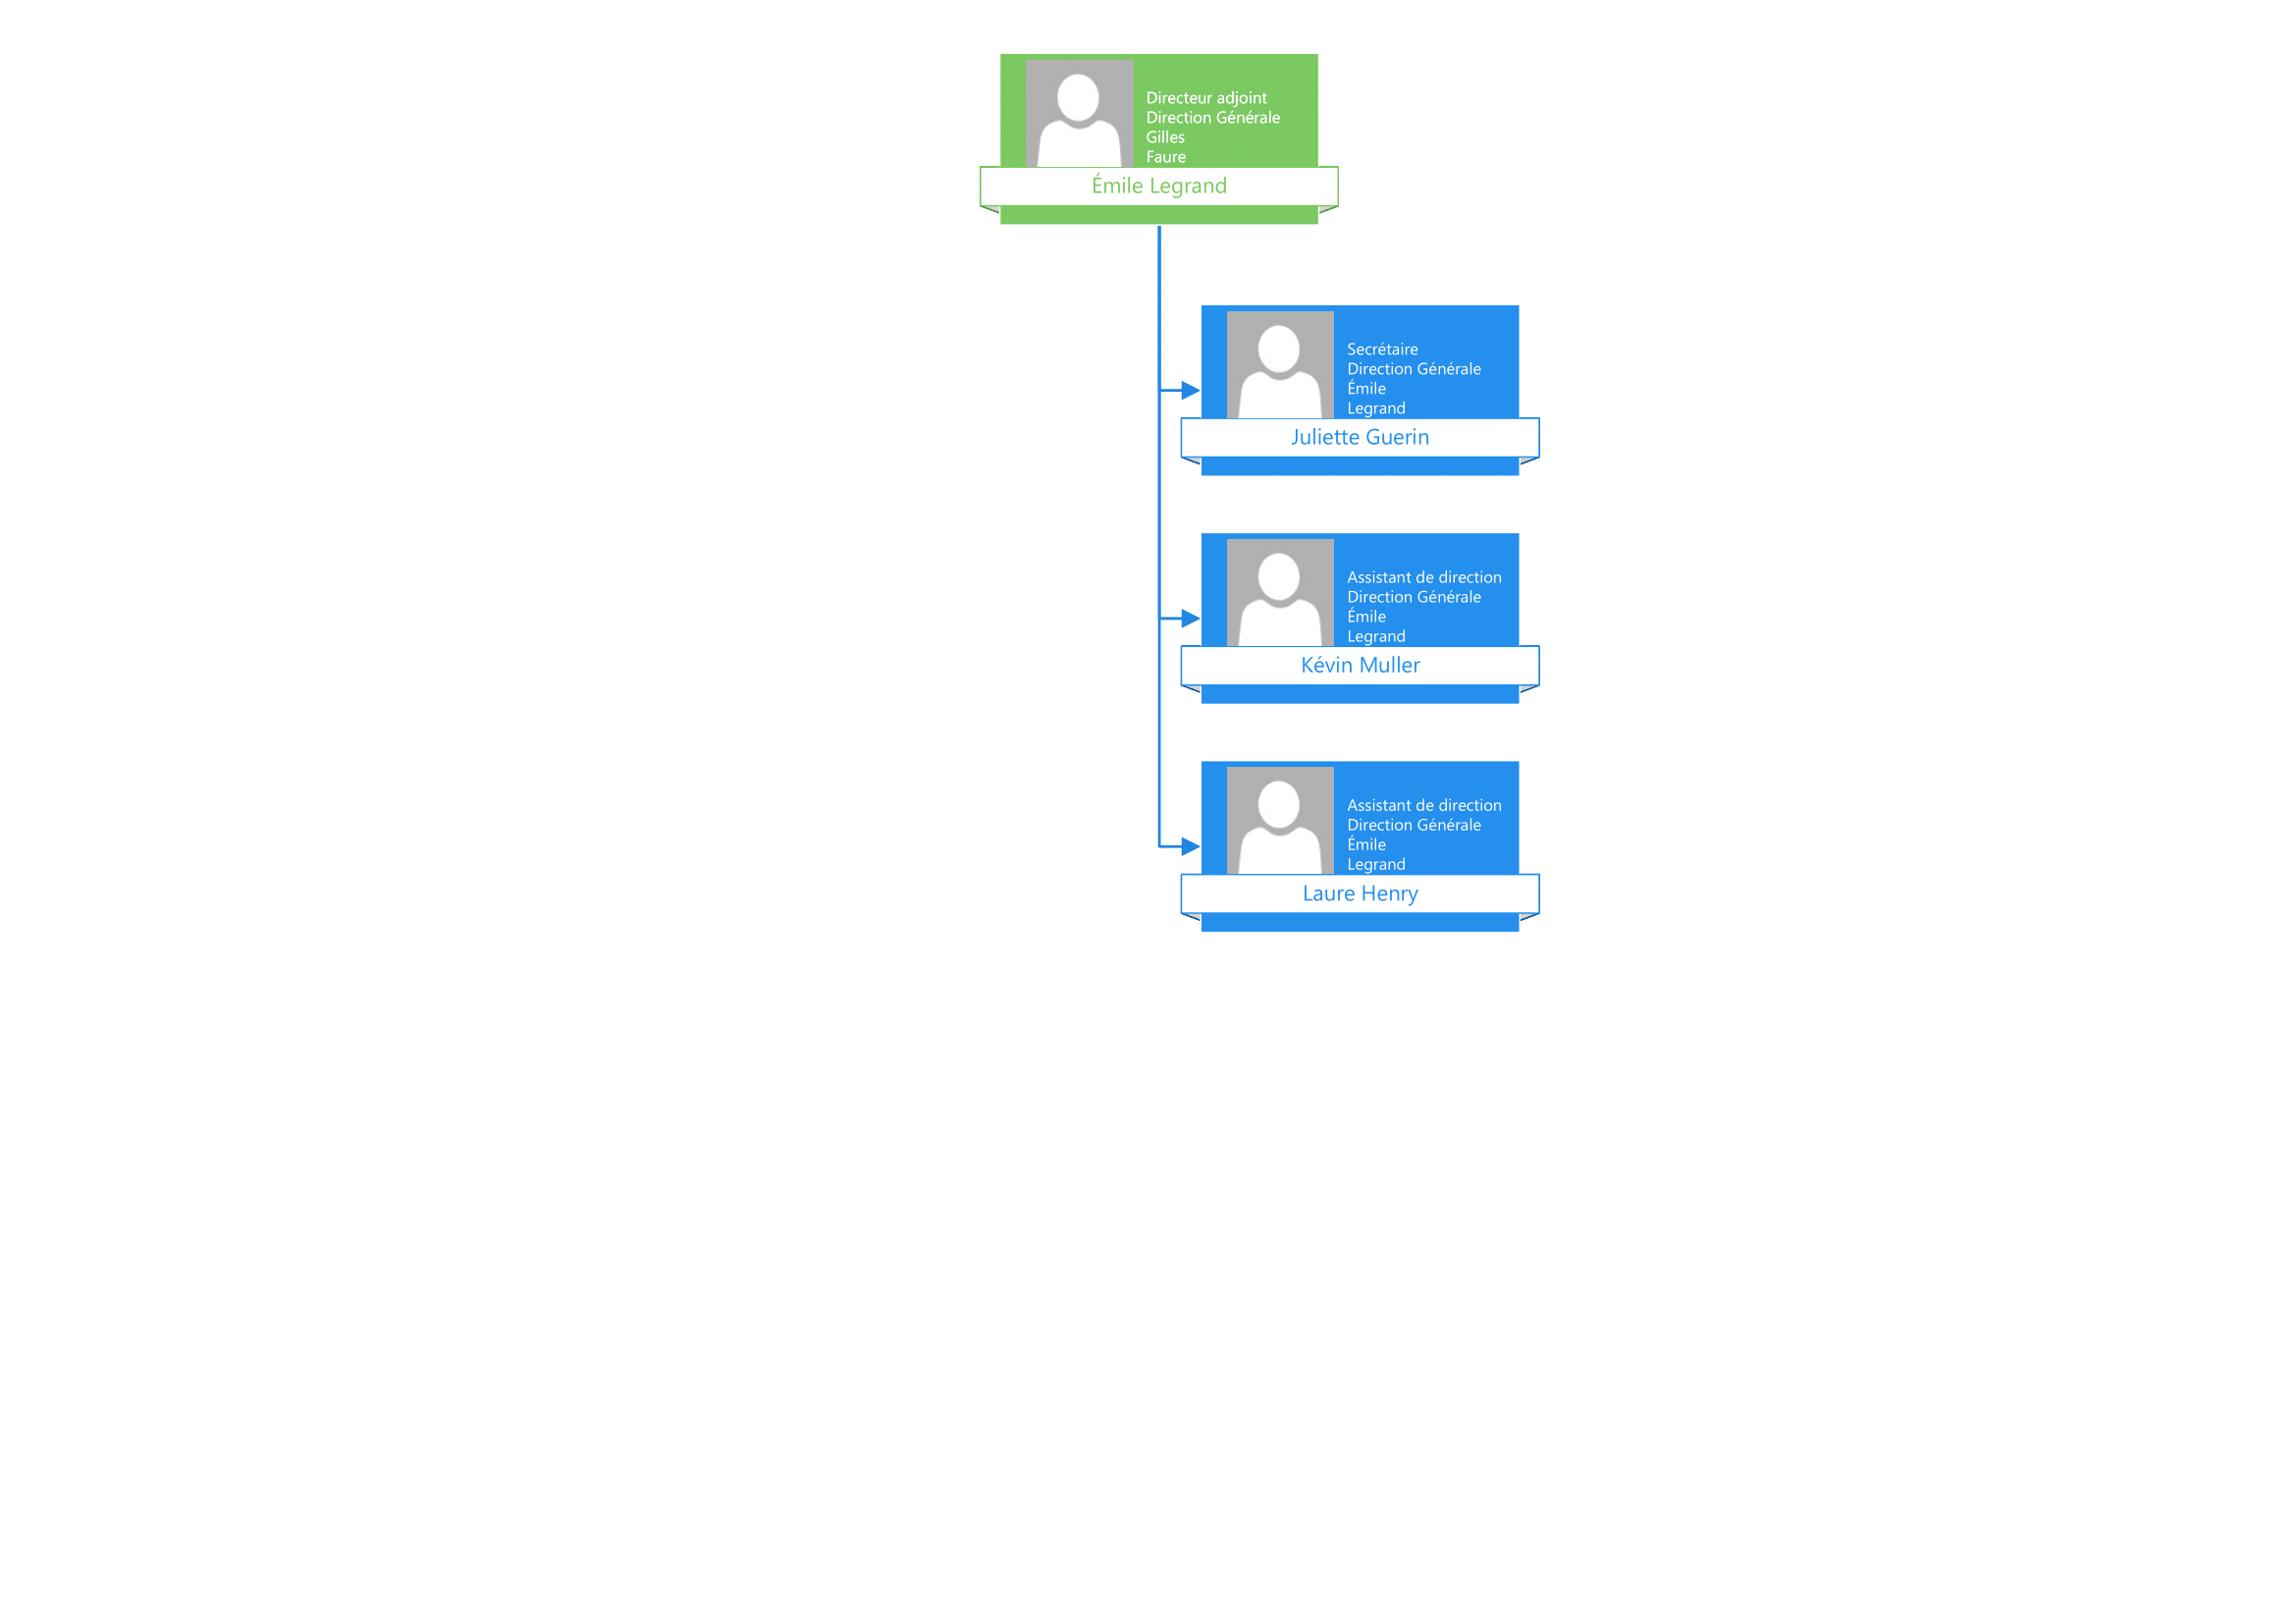 Directeur adjoint
Direction Générale
Gilles
Faure
Émile Legrand
Secrétaire
Direction Générale
Émile
Legrand
Juliette Guerin
Assistant de direction
Direction Générale
Émile
Legrand
Kévin Muller
Assistant de direction
Direction Générale
Émile
Legrand
Laure Henry